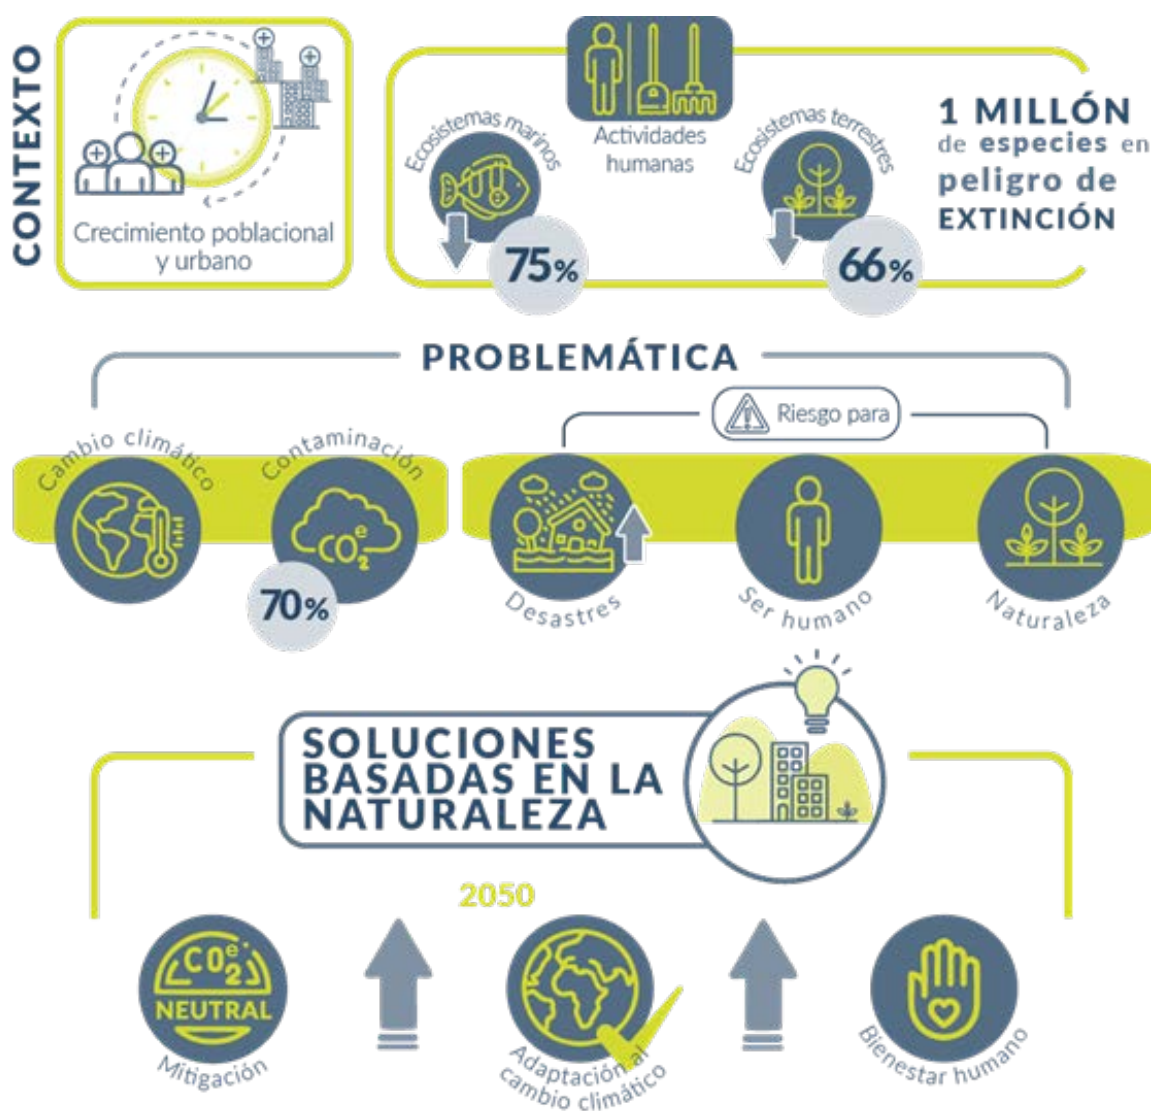 CONTEXTO
Crecimiento poblacional
y urbano
Actividades
humanas
Ecosistemas marinos
75%
Ecosistemas terrestres
66%
1 MILLÓN
de especies en
peligro de
EXTINCIÓN
PROBLEMÁTICA
Riesgo para
Cambio climático
Contaminación
CO2e
70%
Desastres
Ser humano
Naturaleza
SOLUCIONES
BASADAS EN LA
NATURALEZA
2050
CO2e
NEUTRAL
Mitigación
Adaptación al
cambio climático
Bienestar humano